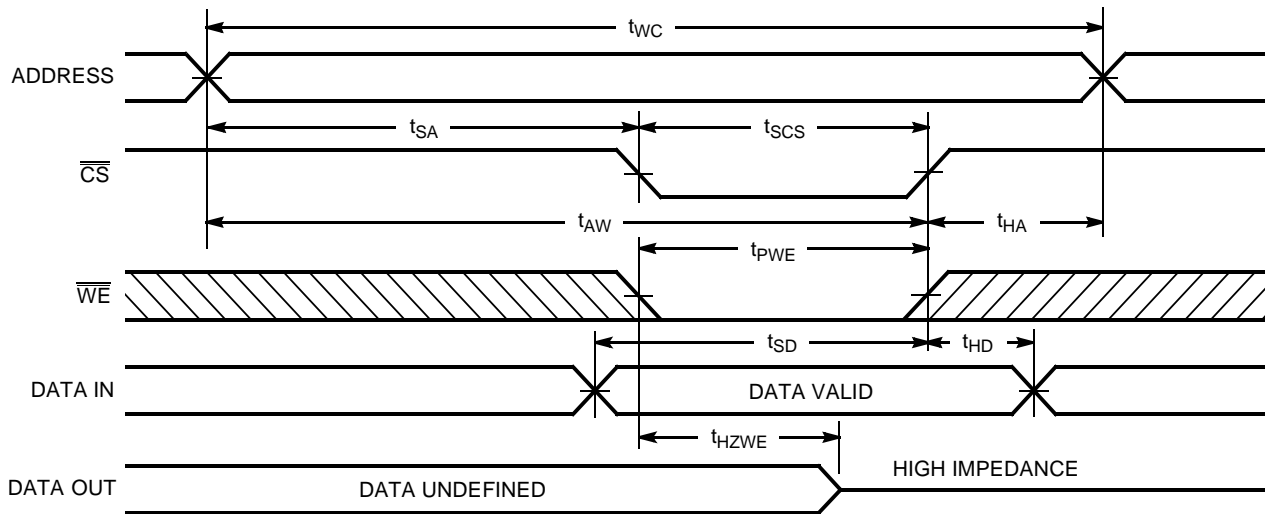 tWC
ADDRESS
tSA
tSCS
CS
tAW
tHA
tPWE
WE
tSD
tHD
DATA IN
DATA VALID
tHZWE
HIGH IMPEDANCE
DATA OUT
DATA UNDEFINED